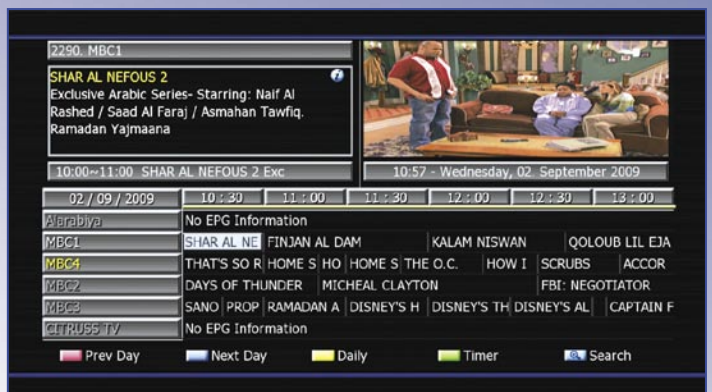 2290. MBC1
SHAR AL NEFOUS 2
Exclusive Arabic Series- Starring: Naif Al
Rashed / Saad Al Faraj / Asmahan Tawfiq.
Ramadan Yajmaana
10:00~11:00 SHAR AL NEFOUS 2 Exc
10:57 - Wednesday, 02. September 2009
02 / 09 / 2009 10 : 30 11 : 00 11 : 30 12 : 00 12 : 30 13 : 00
Alarabiya No EPG Information
MBC1 SHAR AL NE FINJAN AL DAM KALAM NISWAN QOLOUB LIL EJA
MBC4 THAT'S SO R HOME S HO HOME S THE O.C. HOW I SCRUBS ACCOR
MBC2 DAYS OF THUNDER MICHEAL CLAYTON FBI: NEGOTIATOR
MBC3 SANO PROP RAMADAN A DISNEY'S H DISNEY'S TH DISNEY'S AL CAPTAIN F
CITRUSS TV No EPG Information
Prev Day Next Day Daily Timer Search